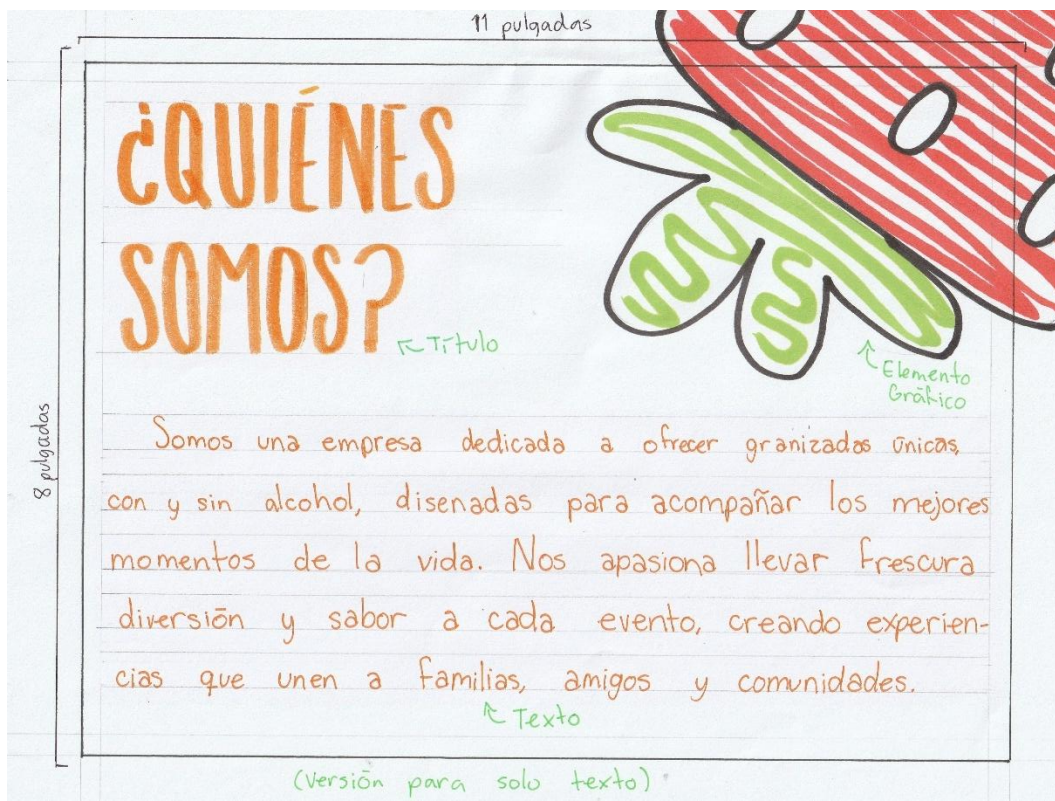 11 pulgadas
¿QUIÉNES
SOMOS?
↖ Título
↖ Elemento
Gráfico
8 pulgadas
Somos una empresa dedicada a ofrecer granizadas únicas,
con y sin alcohol, disenadas para acompañar los mejores
momentos de la vida. Nos apasiona llevar frescura
diversión y sabor a cada evento, creando experien-
cias que unen a familias, amigos y comunidades.
↖ Texto
(versión para solo texto)